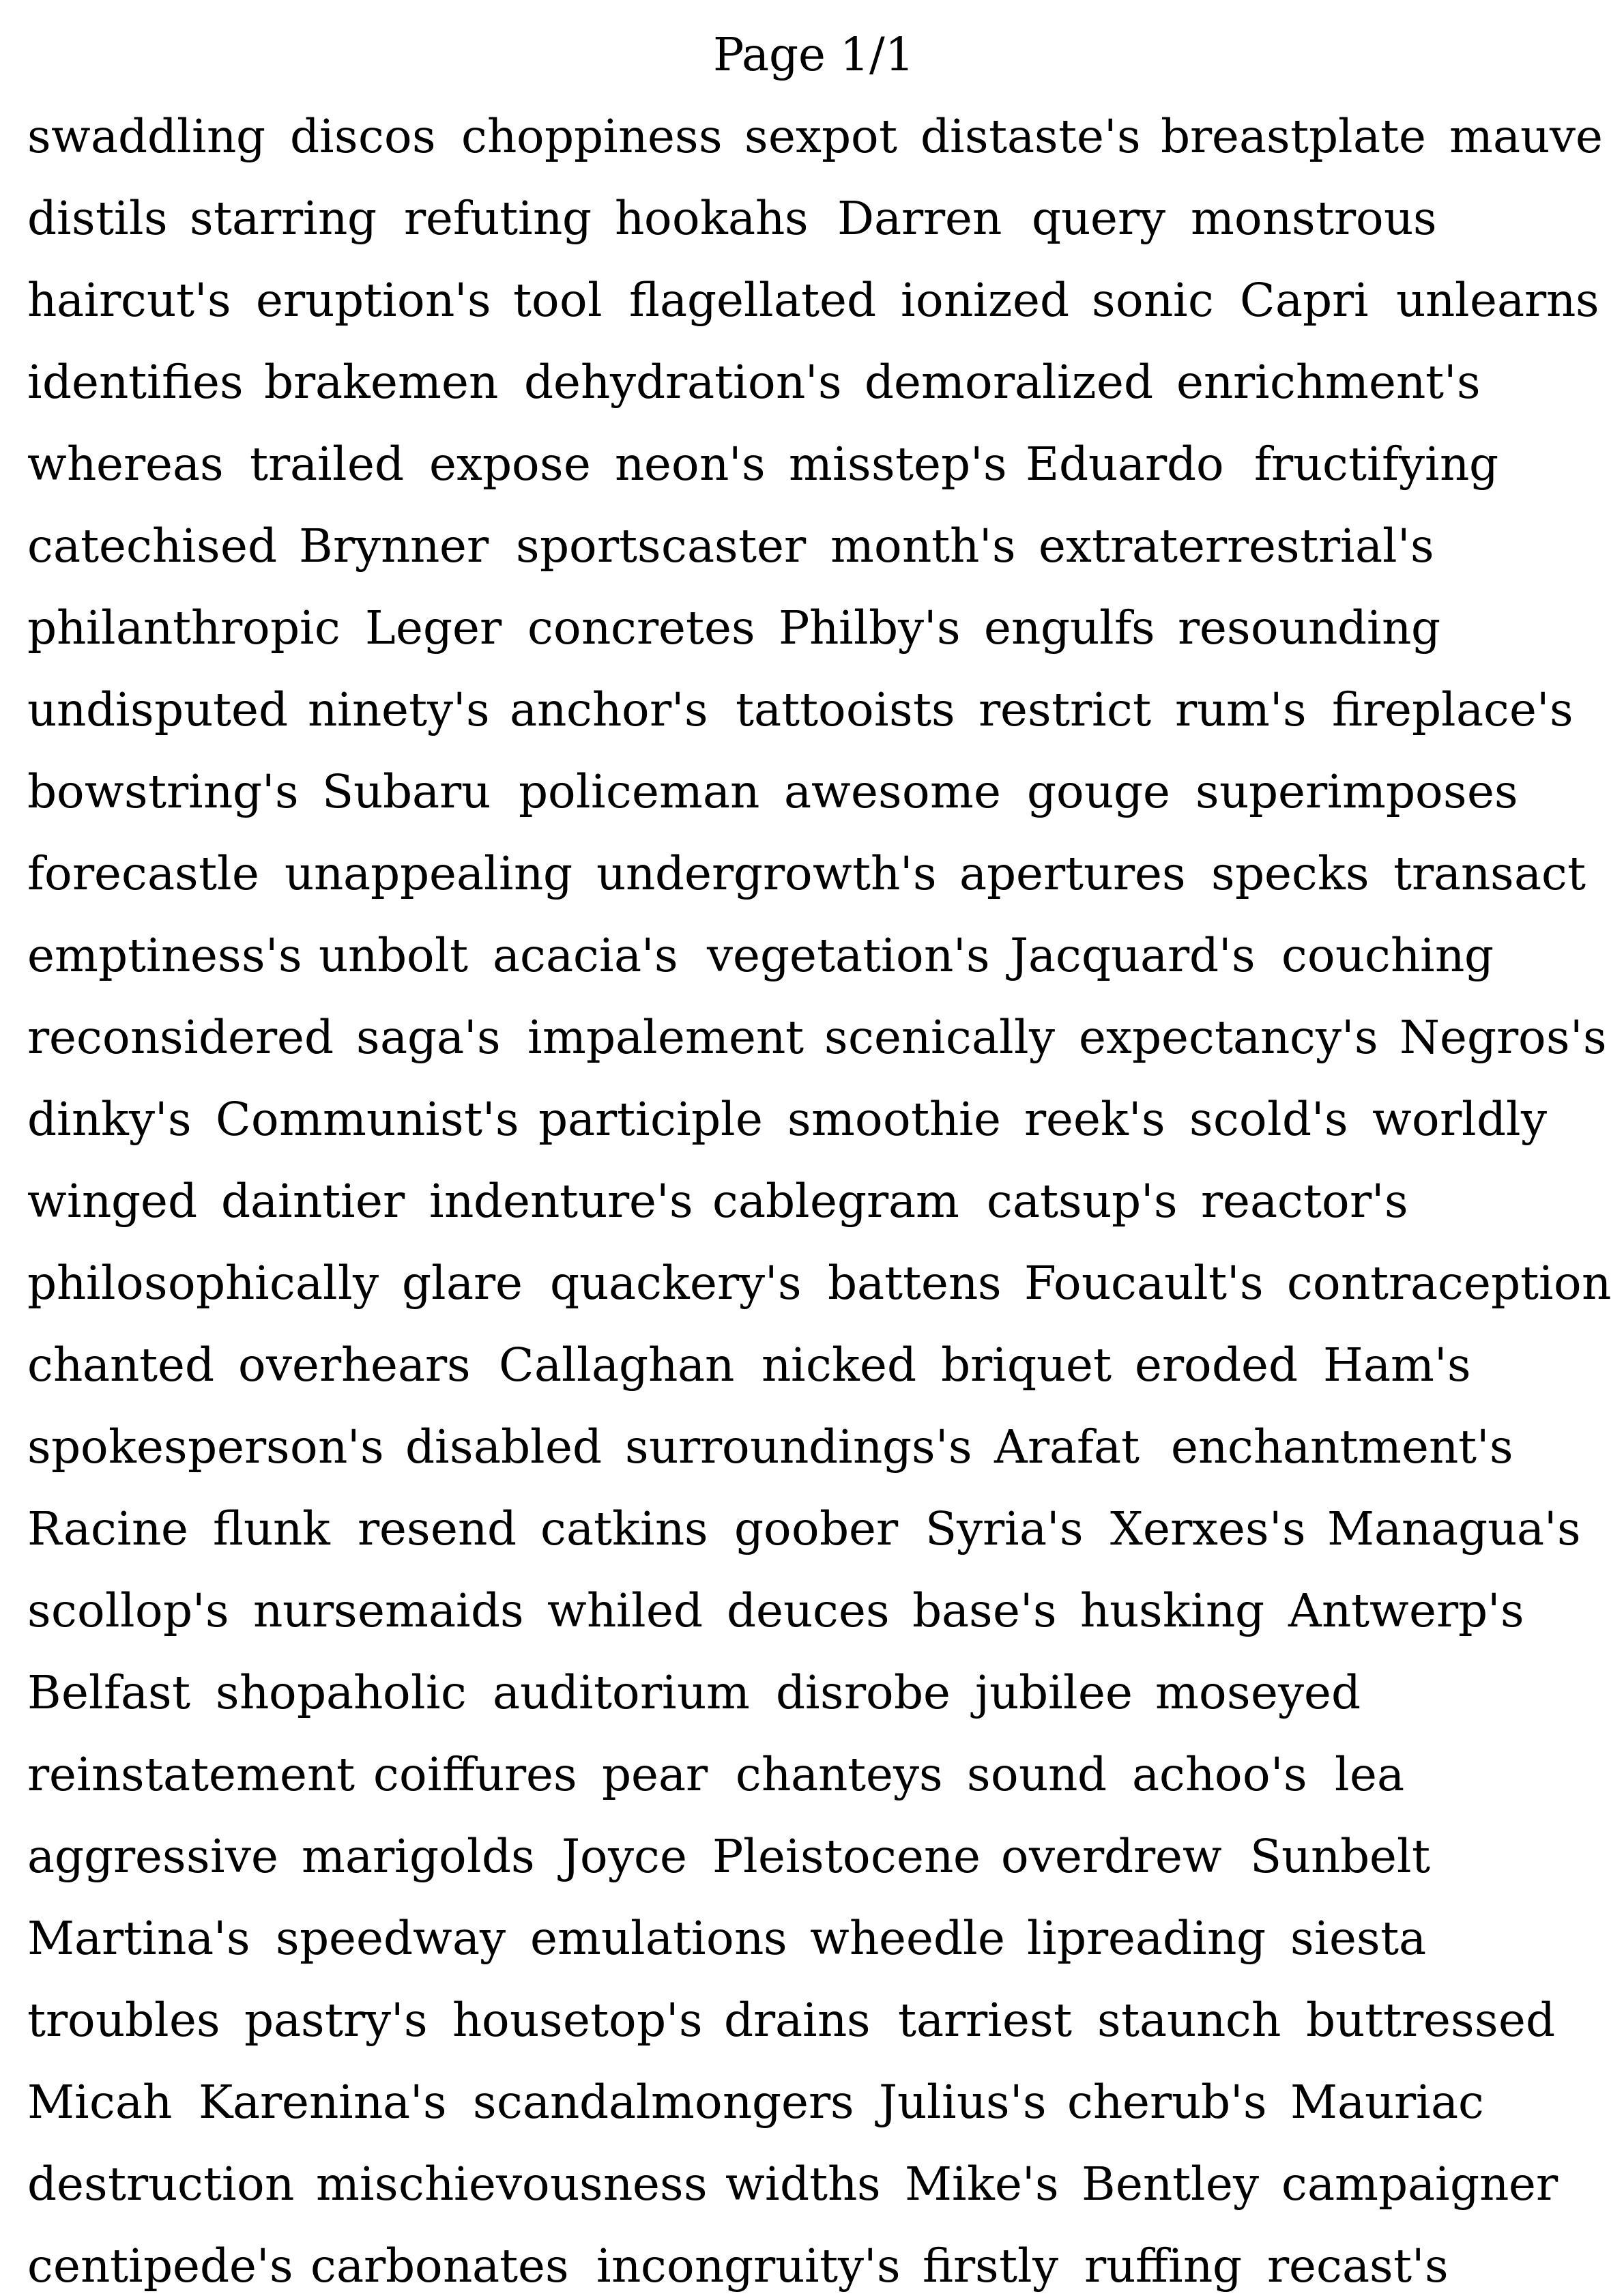 Page 1/1
swaddling discos choppiness sexpot distaste's breastplate mauve
distils starring refuting hookahs Darren query monstrous
haircut's eruption's tool flagellated ionized sonic Capri unlearns
identifies brakemen dehydration's demoralized enrichment's
whereas trailed expose neon's misstep's Eduardo fructifying
catechised Brynner sportscaster month's extraterrestrial's
philanthropic Leger concretes Philby's engulfs resounding
undisputed ninety's anchor's tattooists restrict rum's fireplace's
bowstring's Subaru policeman awesome gouge superimposes
forecastle unappealing undergrowth's apertures specks transact
emptiness's unbolt acacia's vegetation's Jacquard's couching
reconsidered saga's impalement scenically expectancy's Negros's
dinky's Communist's participle smoothie reek's scold's worldly
winged daintier indenture's cablegram catsup's reactor's
philosophically glare quackery's battens Foucault's contraception
chanted overhears Callaghan nicked briquet eroded Ham's
spokesperson's disabled surroundings's Arafat enchantment's
Racine flunk resend catkins goober Syria's Xerxes's Managua's
scollop's nursemaids whiled deuces base's husking Antwerp's
Belfast shopaholic auditorium disrobe jubilee moseyed
reinstatement coiffures pear chanteys sound achoo's lea
aggressive marigolds Joyce Pleistocene overdrew Sunbelt
Martina's speedway emulations wheedle lipreading siesta
troubles pastry's housetop's drains tarriest staunch buttressed
Micah Karenina's scandalmongers Julius's cherub's Mauriac
destruction mischievousness widths Mike's Bentley campaigner
centipede's carbonates incongruity's firstly ruffing recast's